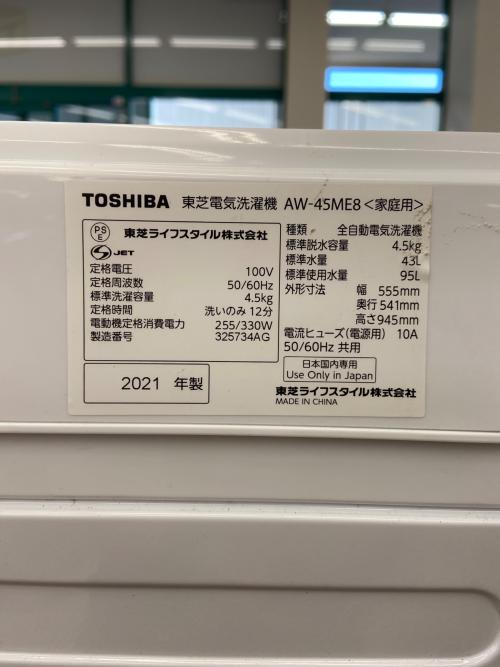 TOSHIBA 東芝電気洗濯機 AW-45ME8<家庭用>
PS
E
東芝ライフスタイル株式会社
S JET
定格電圧 100V
定格周波数 50/60Hz
標準洗濯容量 4.5kg
定格時間 洗いのみ 12分
電動機定格消費電力 255/330W
製造番号 325734AG
2021 年製
種類 全自動電気洗濯機
標準脱水容量 4.5kg
標準水量 43L
標準使用水量 95L
外形寸法 幅 555mm
奥行 541mm
高さ 945mm
電流ヒューズ(電源用) 10A
50/60Hz 共用
日本国内専用
Use Only in Japan
東芝ライフスタイル株式会社
MADE IN CHINA